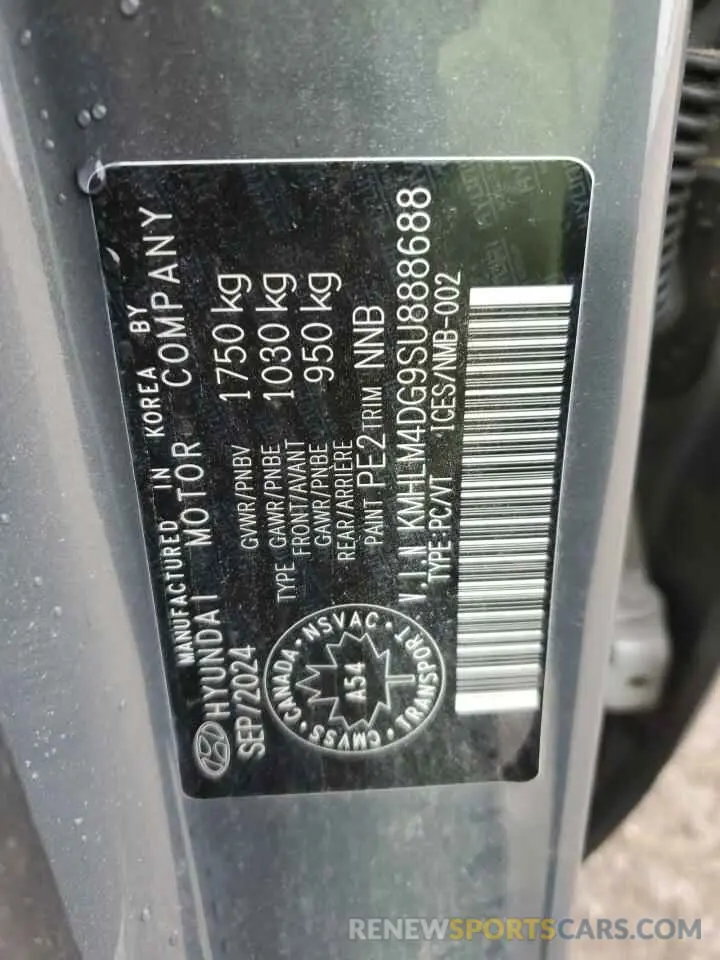 MANUFACTURED IN KOREA BY
HYUNDAI MOTOR COMPANY
SEP/2024
GVWR/PNBV 1750 kg
TYPE GAWR/PNBE FRONT/AVANT 1030 kg
GAWR/PNBE REAR/ARRIÈRE 950 kg
PAINT PE2 TRIM NNB
CANADA · NSVAC · TRANSPORT · CMVSS ·
A54
V.I.N KMHLM4DG9SU888688
TYPE:PC/VT ICES/NMB-002
RENEWSPORTSCARS.COM